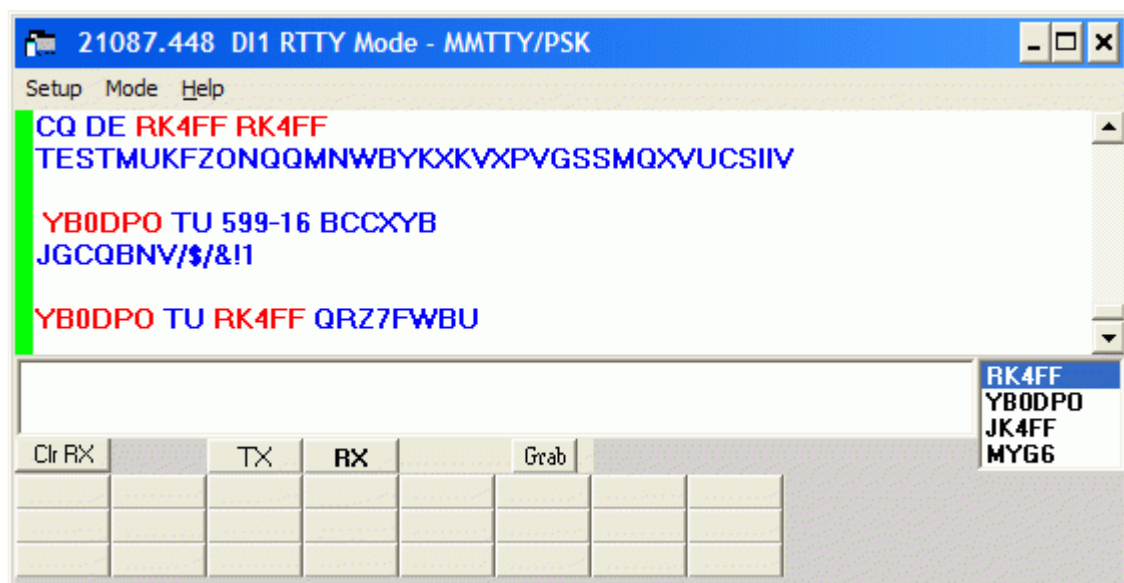 21087.448 DI1 RTTY Mode - MMTTY/PSK
Setup Mode Help
CQ DE RK4FF RK4FF
TESTMUKFZONQQMNWBYKXKVXPVGSSMQXVUCSIIV
YB0DPO TU 599-16 BCCXYB
JGCQBNV/$/&!1
YB0DPO TU RK4FF QRZ7FWBU
RK4FF
YB0DPO
JK4FF
MYG6
Clr RX TX RX Grab